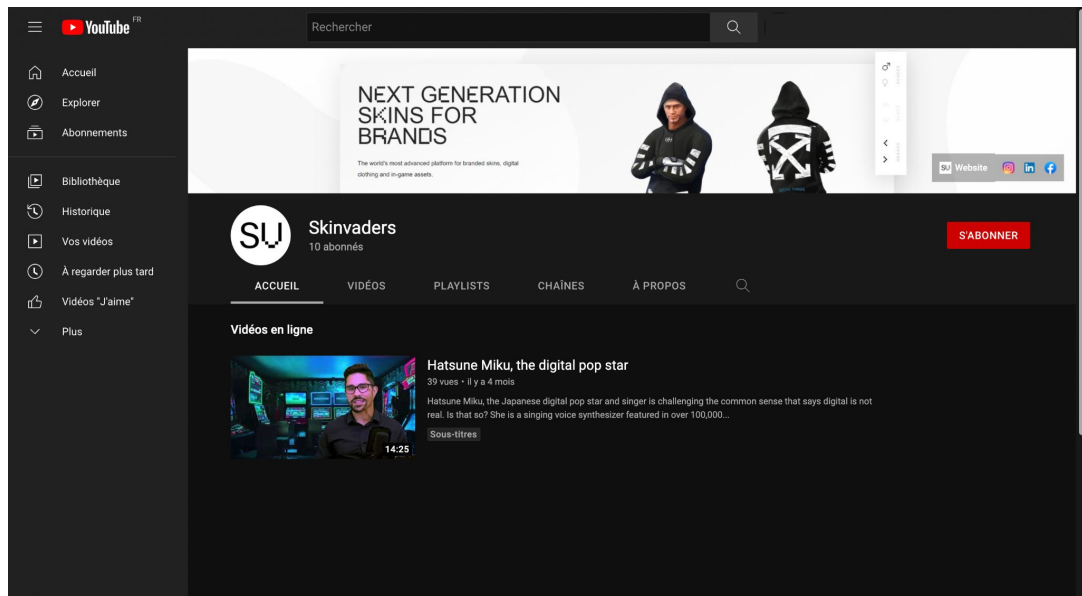 YouTube FR
Rechercher
Accueil
Explorer
Abonnements
Bibliothèque
Historique
Vos vidéos
À regarder plus tard
Vidéos "J'aime"
Plus
NEXT GENERATION
SKINS FOR
BRANDS
The world's most advanced platform for branded skins, digital
clothing and in-game assets.
SU Website
SU
Skinvaders
10 abonnés
S'ABONNER
ACCUEIL VIDÉOS PLAYLISTS CHAÎNES À PROPOS
Vidéos en ligne
14:25
Hatsune Miku, the digital pop star
39 vues • il y a 4 mois
Hatsune Miku, the Japanese digital pop star and singer is challenging the common sense that says digital is not
real. Is that so? She is a singing voice synthesizer featured in over 100,000...
Sous-titres